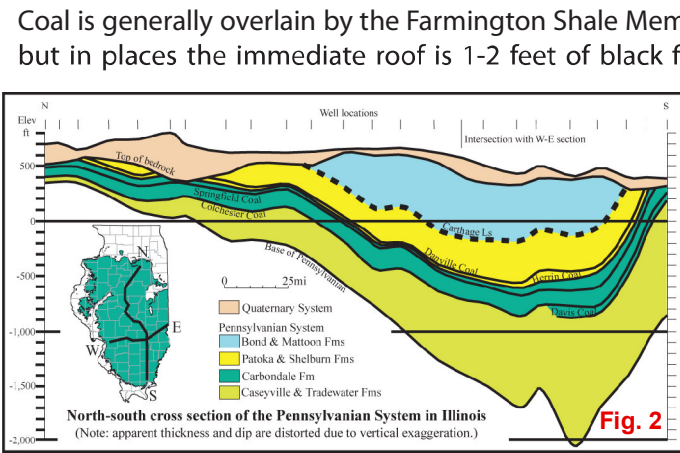 Coal is generally overlain by the Farmington Shale Mem
but in places the immediate roof is 1-2 feet of black f
N
Well locations
S
Elev
ft
Intersection with W-E section
500
0
-500
-1,000
-1,500
-2,000
Top of bedrock
Springfield Coal
Colchester Coal
Base of Pennsylvanian
Carthage Ls
Danville Coal
Herrin Coal
Davis Coal
0 25mi
N
E
W
S
Quaternary System
Pennsylvanian System
Bond & Mattoon Fms
Patoka & Shelburn Fms
Carbondale Fm
Caseyville & Tradewater Fms
North-south cross section of the Pennsylvanian System in Illinois
(Note: apparent thickness and dip are distorted due to vertical exaggeration.)
Fig. 2